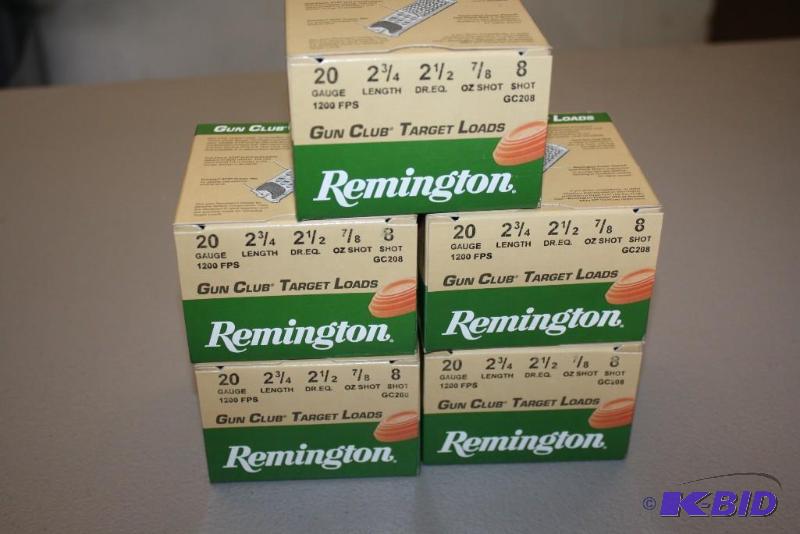 20 2 3/4 2 1/2 7/8 8
GAUGE LENGTH DR.EQ. OZ SHOT SHOT
1200 FPS GC208
GUN CLUB® TARGET LOADS
Remington.
GUN CLUB®
20 2 3/4 2 1/2 7/8 8
GAUGE LENGTH DR.EQ. OZ SHOT SHOT
1200 FPS GC208
GUN CLUB® TARGET LOADS
Remington.
20 2 3/4 2 1/2 7/8 8
GAUGE LENGTH DR.EQ. OZ SHOT SHOT
1200 FPS GC208
GUN CLUB® TARGET LOADS
Remington.
20 2 3/4 2 1/2 7/8 8
GAUGE LENGTH DR.EQ. OZ SHOT SHOT
1200 FPS GC208
GUN CLUB® TARGET LOADS
Remington.
20 2 3/4 2 1/2 7/8 8
GAUGE LENGTH DR.EQ. OZ SHOT SHOT
1200 FPS GC208
GUN CLUB® TARGET LOADS
Remington.
© K-BID